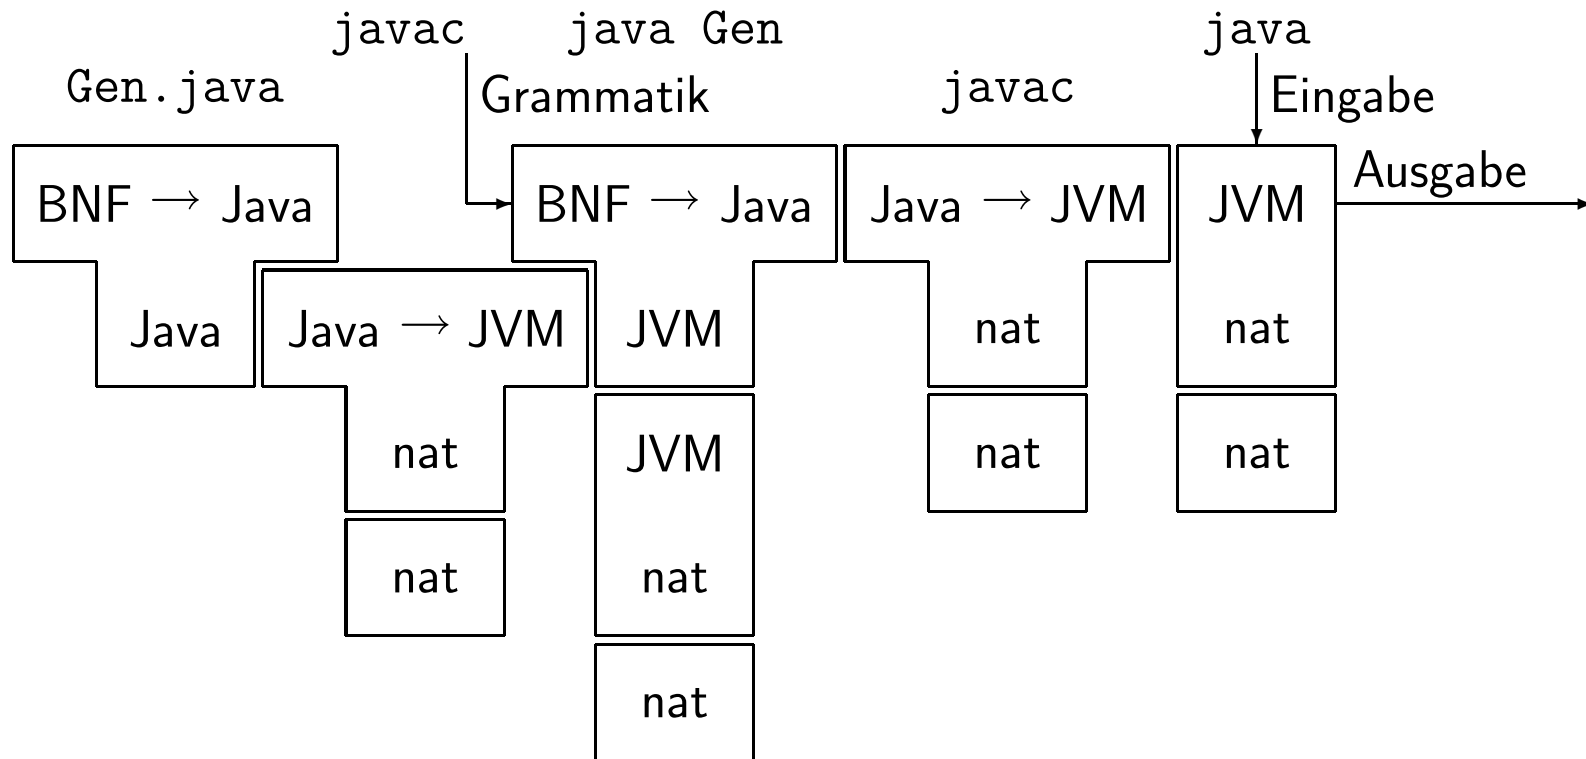 javac java Gen java
Gen.java Grammatik javac Eingabe
BNF → Java BNF → Java Java → JVM JVM Ausgabe
Java Java → JVM JVM nat nat
nat JVM nat nat
nat nat
nat